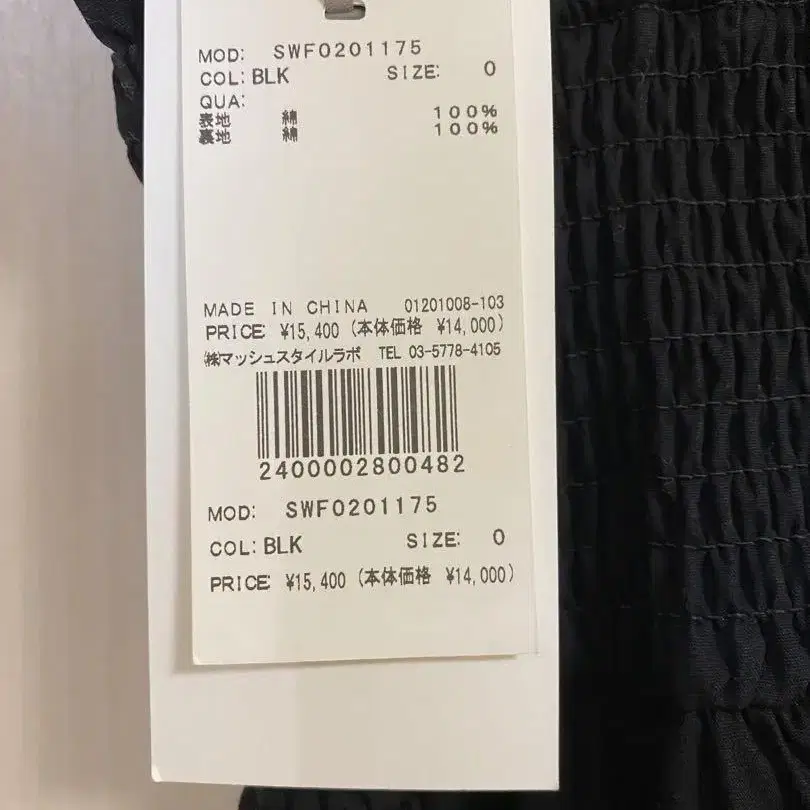 MOD: SWF0201175
COL: BLK SIZE: 0
QUA:
表地 綿 100%
裏地 綿 100%
MADE IN CHINA 01201008-103
PRICE: ¥15,400 (本体価格 ¥14,000)
㈱マッシュスタイルラボ TEL 03-5778-4105
2400002800482
MOD: SWF0201175
COL: BLK SIZE: 0
PRICE: ¥15,400 (本体価格 ¥14,000)